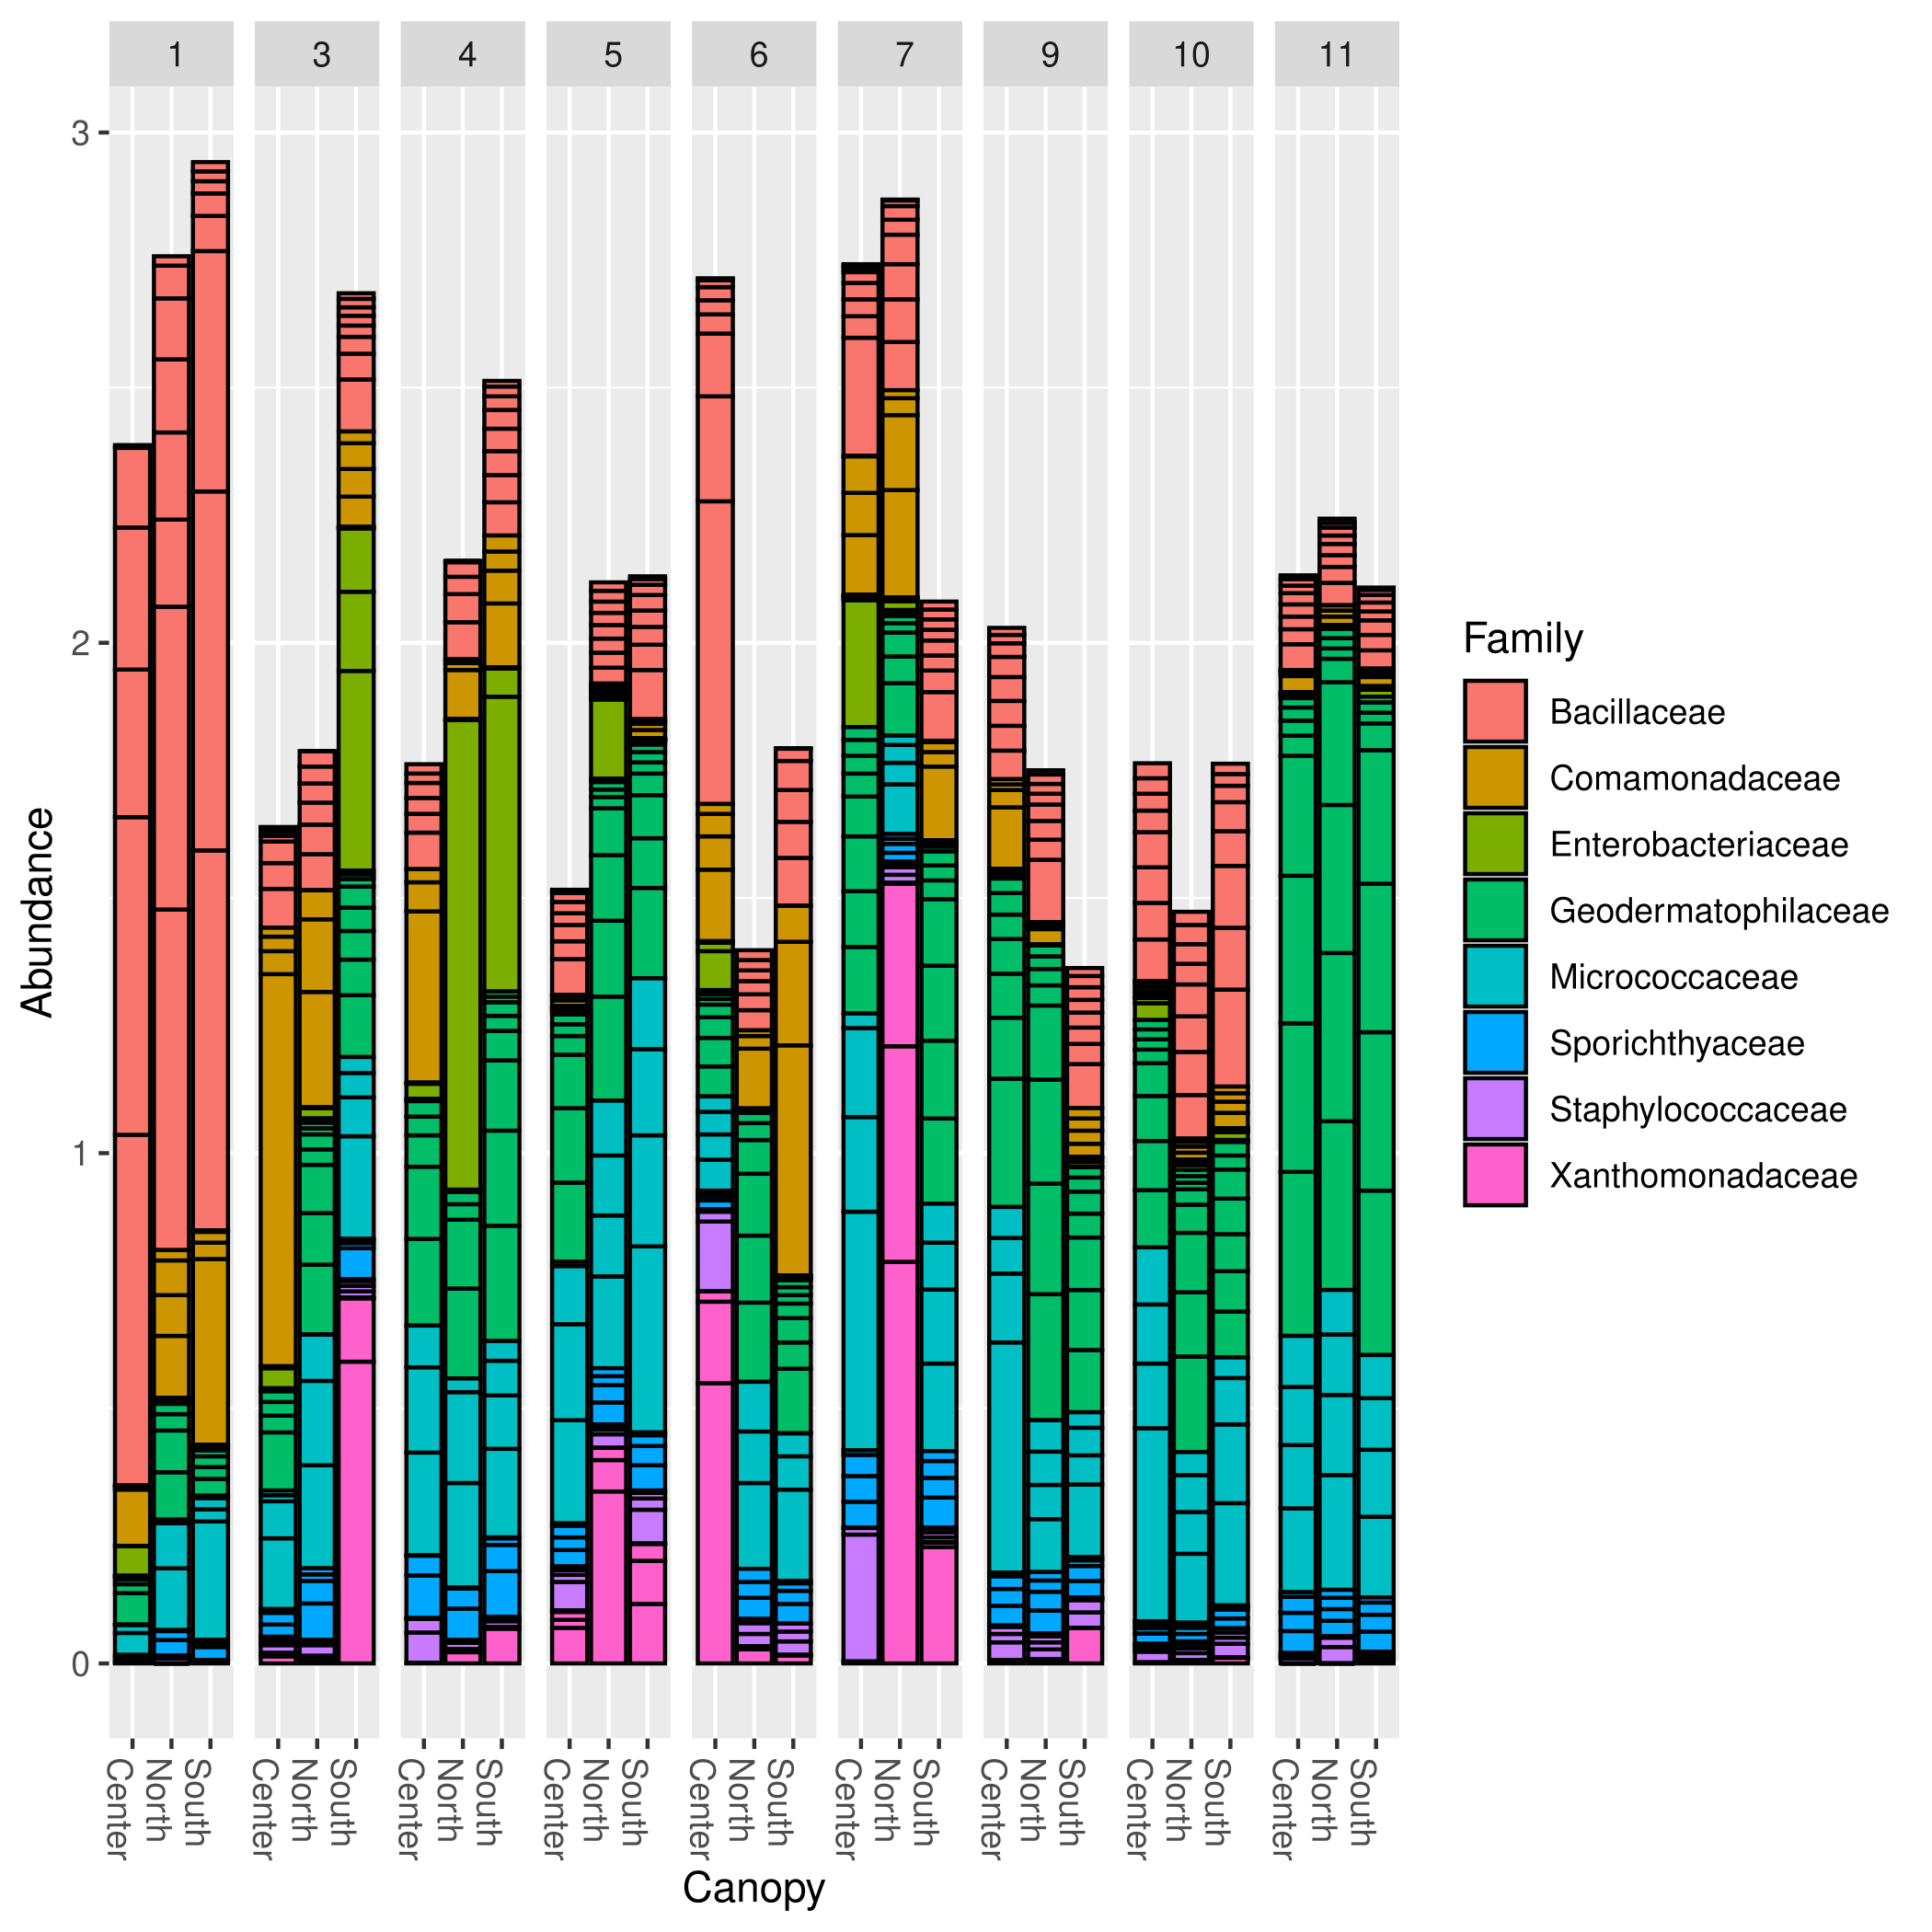 1 3 4 5 6 7 9 10 11
3
2
1
0
Abundance
Center North South Center North South Center North South Center North South Center North South Center North South Center North South Center North South Center North South
Canopy
Family
Bacillaceae
Comamonadaceae
Enterobacteriaceae
Geodermatophilaceae
Micrococcaceae
Sporichthyaceae
Staphylococcaceae
Xanthomonadaceae